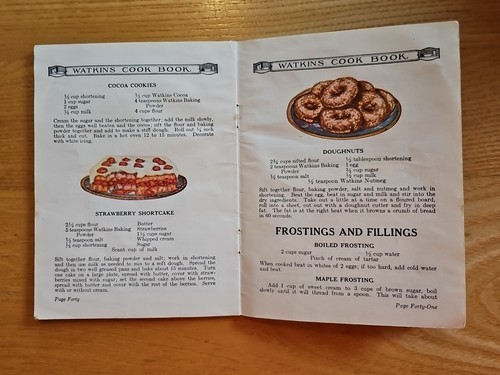 WATKINS COOK BOOK
COCOA COOKIES
½ cup shortening
1 cup sugar
2 eggs
½ cup milk
½ cup Watkins Cocoa
4 teaspoons Watkins Baking
Powder
4 cups flour
Cream the sugar and the shortening together; add the milk slowly,
then the eggs well beaten and the cocoa; sift the flour and baking
powder together and add to make a stiff dough. Roll out ¼ inch
thick and cut. Bake in a hot oven 12 to 15 minutes. Decorate
with white icing.
STRAWBERRY SHORTCAKE
2½ cups flour
5 teaspoons Watkins Baking
Powder
½ teaspoon salt
½ cup shortening
Butter
Strawberries
1½ cups sugar
Whipped cream
Sugar
Scant cup of milk
Sift together flour, baking powder and salt; work in shortening
and then use milk as needed to mix to a soft dough. Spread the
dough in two well greased pans and bake about 15 minutes. Turn
one cake on a large plate, spread with butter, cover with straw-
berries mixed with sugar; set the second cake above the berries,
spread with butter and cover with the rest of the berries. Serve
with or without cream.
Page Forty
WATKINS COOK BOOK
DOUGHNUTS
2¾ cups sifted flour
2 teaspoons Watkins Baking
Powder
½ teaspoon salt
½ tablespoon shortening
1 egg
½ cup sugar
½ cup milk
½ teaspoon Watkins Nutmeg
Sift together flour, baking powder, salt and nutmeg and work in
shortening. Beat the egg, beat in sugar and milk and stir into the
dry ingredients. Take out a little at a time on a floured board,
roll into a sheet, cut out with doughnut cutter and fry in deep
fat. The fat is at the right heat when it browns a crumb of bread
in 60 seconds.
FROSTINGS AND FILLINGS
BOILED FROSTING
2 cups sugar
½ cup water
Pinch of cream of tartar
When cooked beat in whites of 2 eggs; if too hard, add cold water
and beat.
MAPLE FROSTING
Add 1 cup of sweet cream to 3 cups of brown sugar, boil
slowly until it will thread from a spoon. This will take about
Page Forty-One